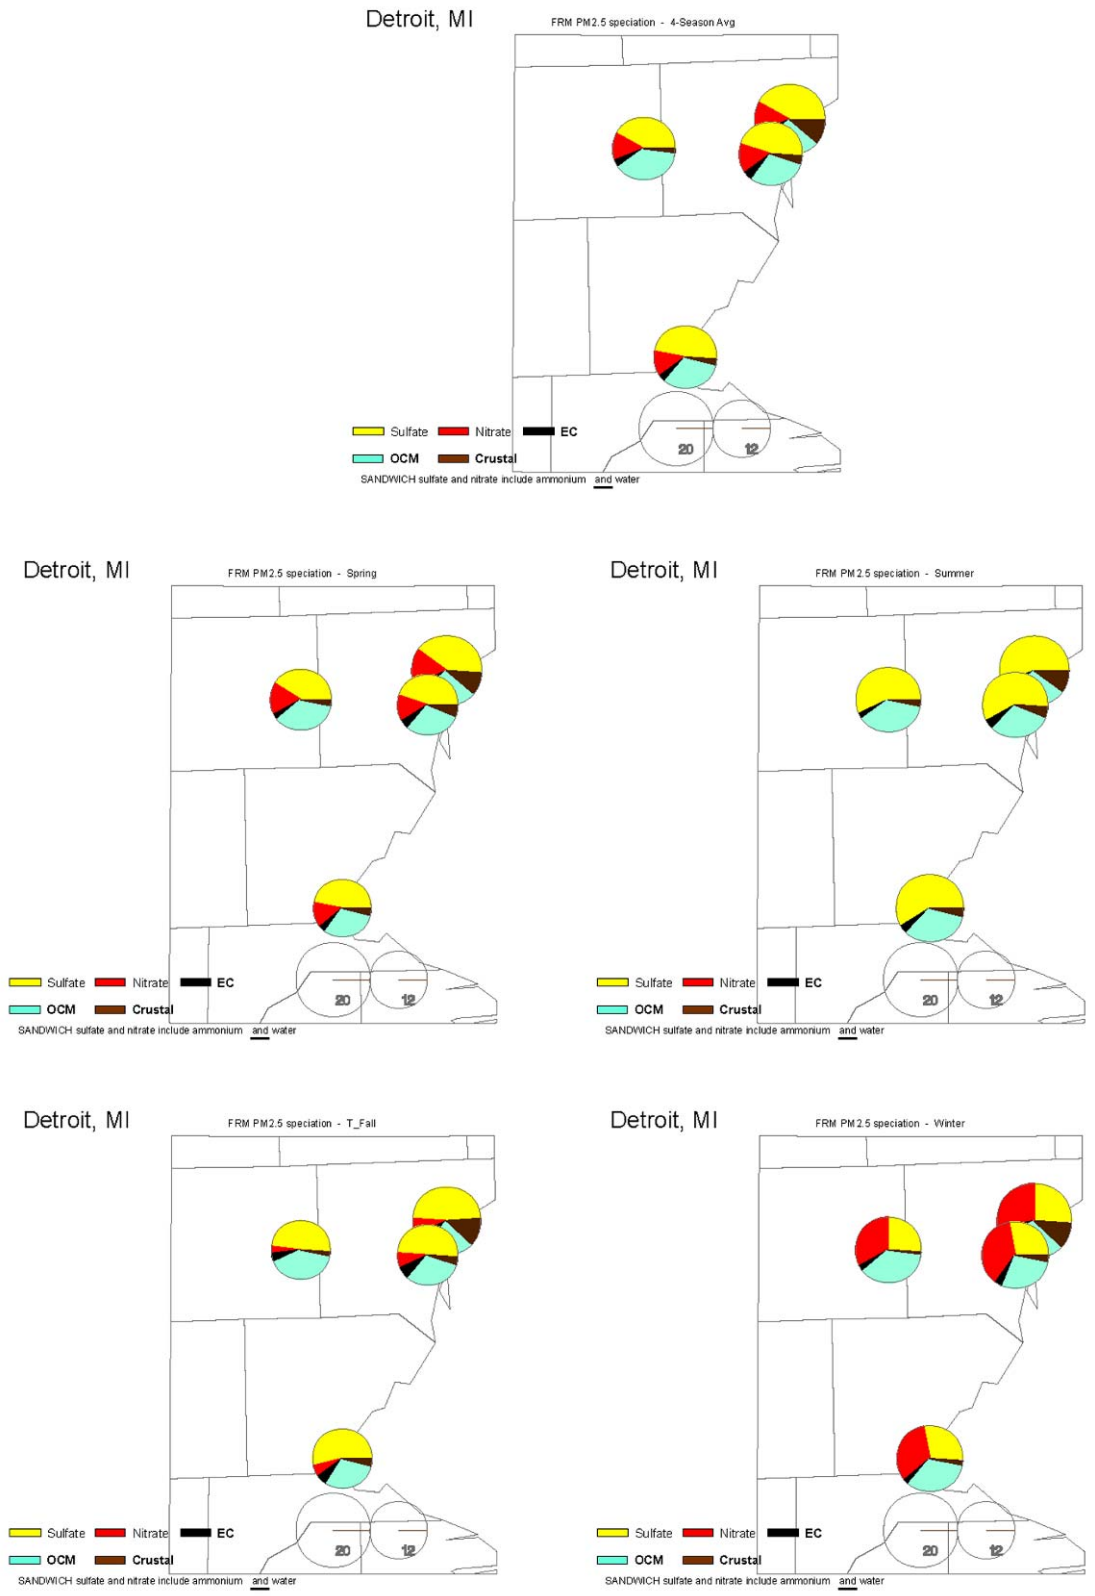 Detroit, MI
FRM PM2.5 speciation - 4-Season Avg
20 12
Sulfate Nitrate EC
OCM Crustal
SANDWICH sulfate and nitrate include ammonium and water
Detroit, MI
FRM PM2.5 speciation - Spring
20 12
Sulfate Nitrate EC
OCM Crustal
SANDWICH sulfate and nitrate include ammonium and water
Detroit, MI
FRM PM2.5 speciation - Summer
20 12
Sulfate Nitrate EC
OCM Crustal
SANDWICH sulfate and nitrate include ammonium and water
Detroit, MI
FRM PM2.5 speciation - T_Fall
20 12
Sulfate Nitrate EC
OCM Crustal
SANDWICH sulfate and nitrate include ammonium and water
Detroit, MI
FRM PM2.5 speciation - Winter
20 12
Sulfate Nitrate EC
OCM Crustal
SANDWICH sulfate and nitrate include ammonium and water